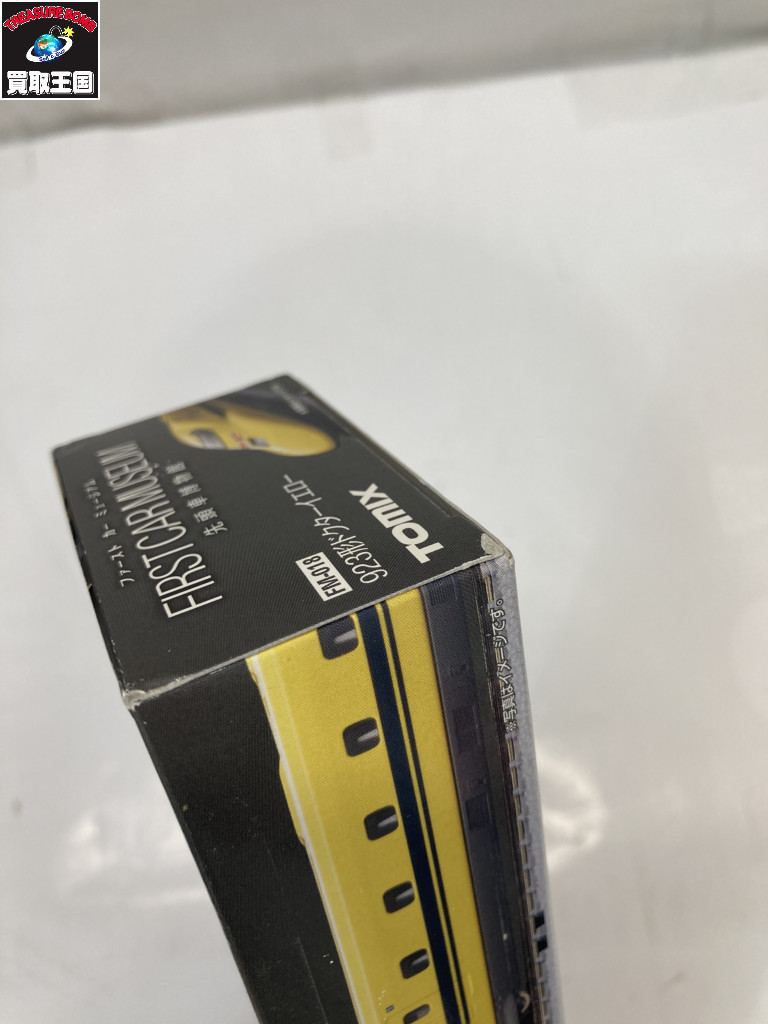 TREASURE BOMB
買取王国
ファースト カー ミュージアム
FIRST CAR MUSEUM
先頭車博物館
FM-018
923形ドクターイエロー
TOMIX
※写真はイメージです。